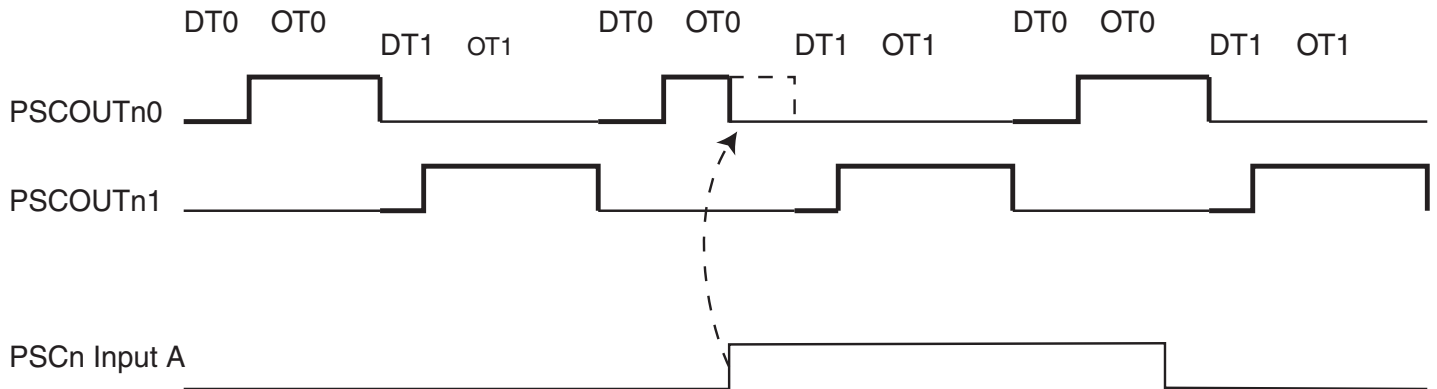 DT0 OT0 DT0 OT0 DT0 OT0
DT1 OT1 DT1 OT1 DT1 OT1
PSCOUTn0
PSCOUTn1
PSCn Input A